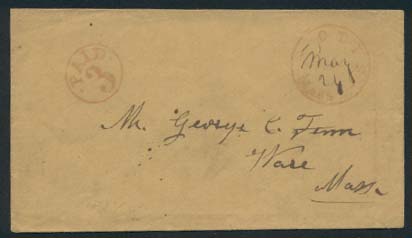 PAID
3
May
24
Mr. George C. Fenn
Ware
Mass